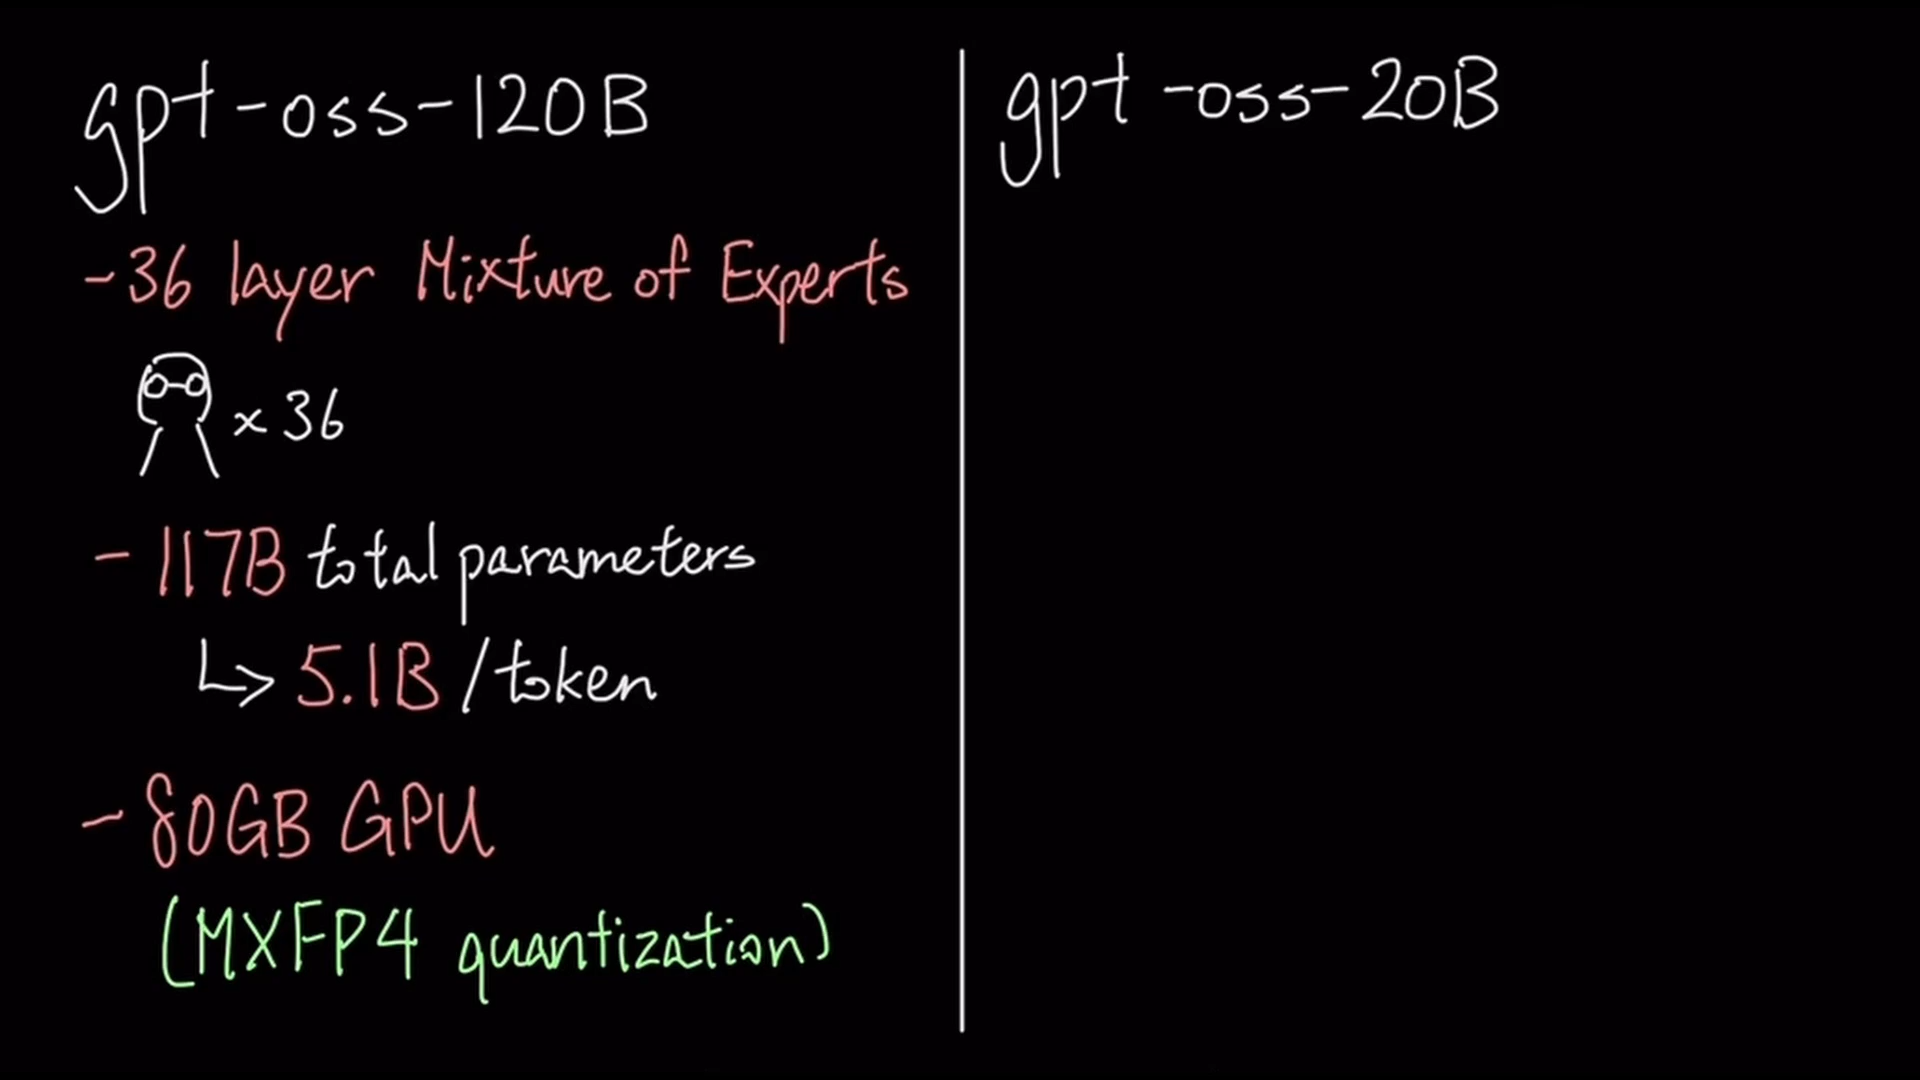 gpt-oss-120B
-36 layer Mixture of Experts
x 36
- 117B total parameters
↳ 5.1B /token
- 80GB GPU
(MXFP4 quantization)
gpt-oss-20B